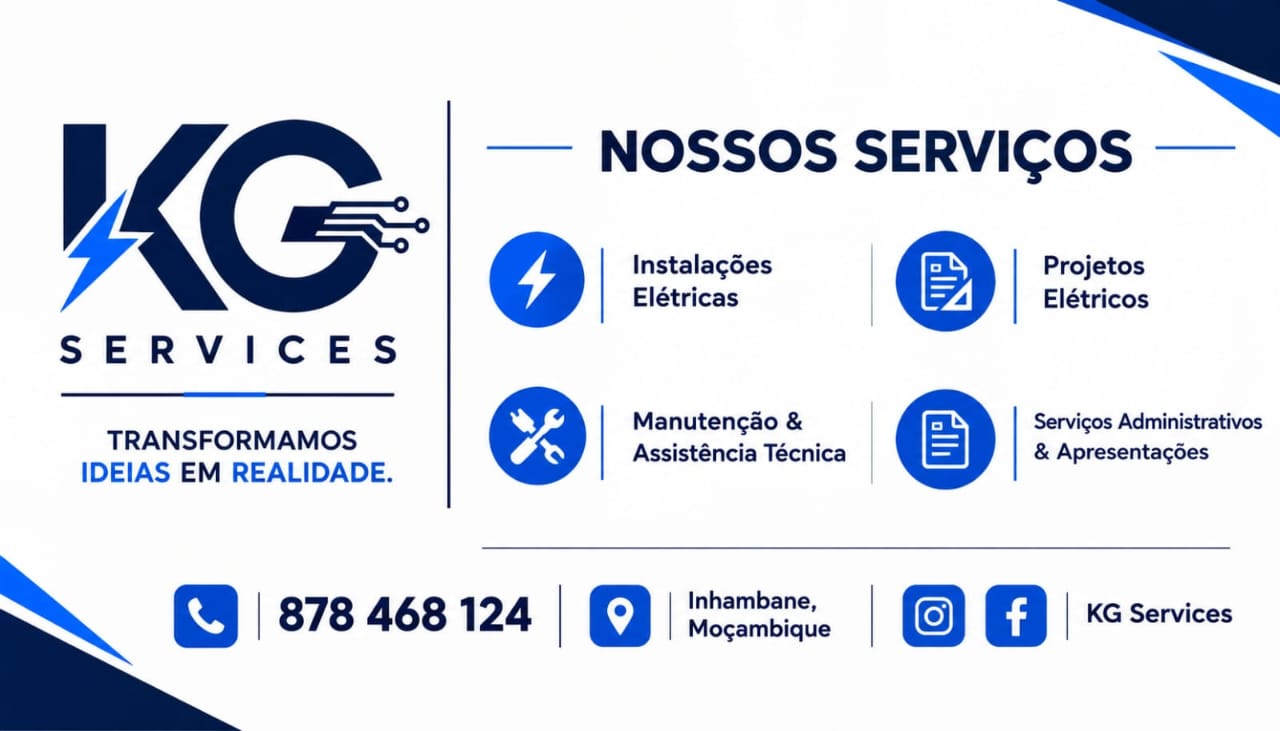 KG
SERVICES
TRANSFORMAMOS
IDEIAS EM REALIDADE.
NOSSOS SERVIÇOS
Instalações
Elétricas
Projetos
Elétricos
Manutenção &
Assistência Técnica
Serviços Administrativos
& Apresentações
878 468 124
Inhambane,
Moçambique
KG Services